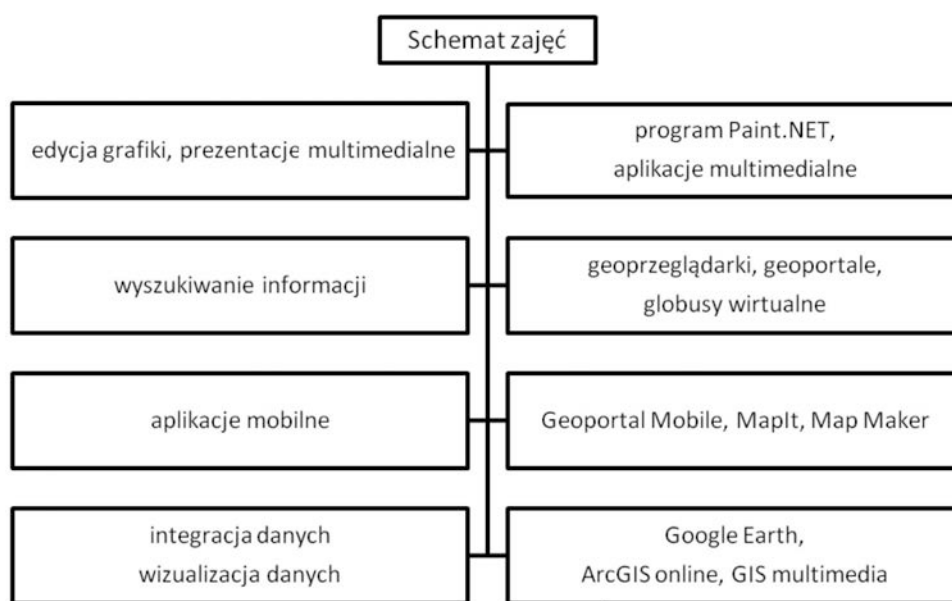 Schemat zajęć
edycja grafiki, prezentacje multimedialne
program Paint.NET,
aplikacje multimedialne
wyszukiwanie informacji
geoprzeglądarki, geoportale,
globusy wirtualne
aplikacje mobilne
Geoportal Mobile, MapIt, Map Maker
integracja danych
wizualizacja danych
Google Earth,
ArcGIS online, GIS multimedia